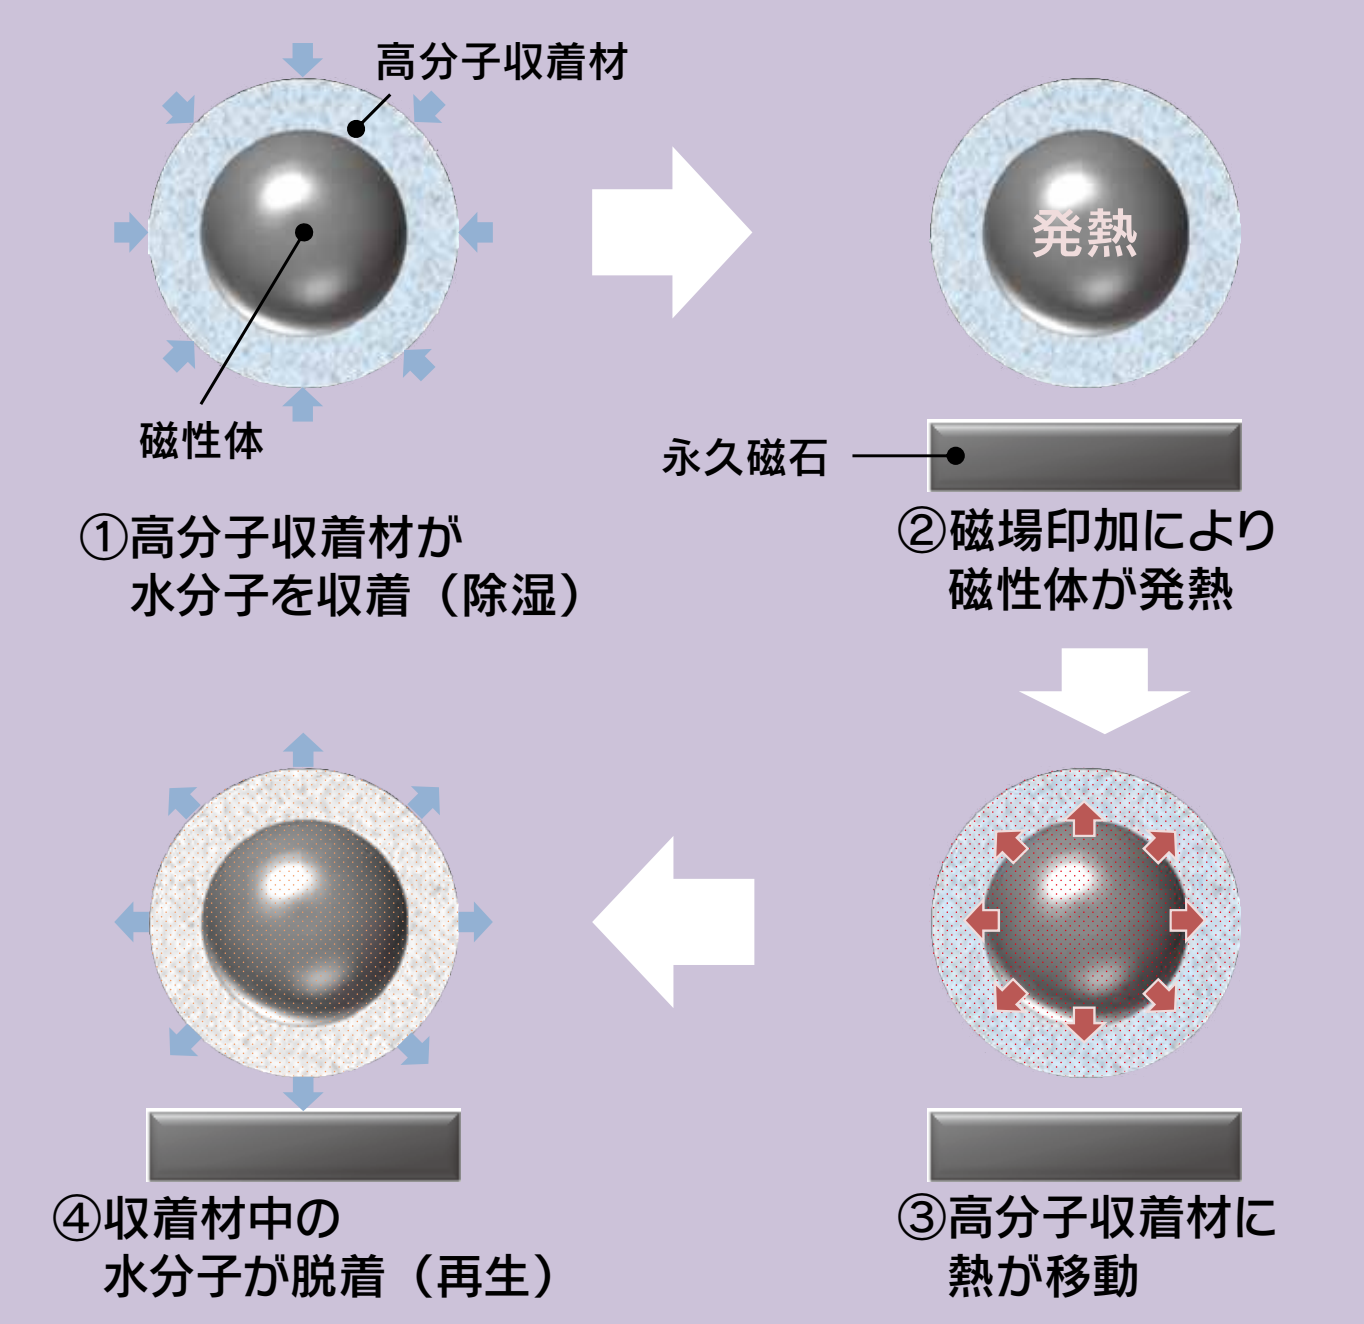 高分子収着材
磁性体
①高分子収着材が
水分子を収着（除湿）
発熱
永久磁石
②磁場印加により
磁性体が発熱
③高分子収着材に
熱が移動
④収着材中の
水分子が脱着（再生）